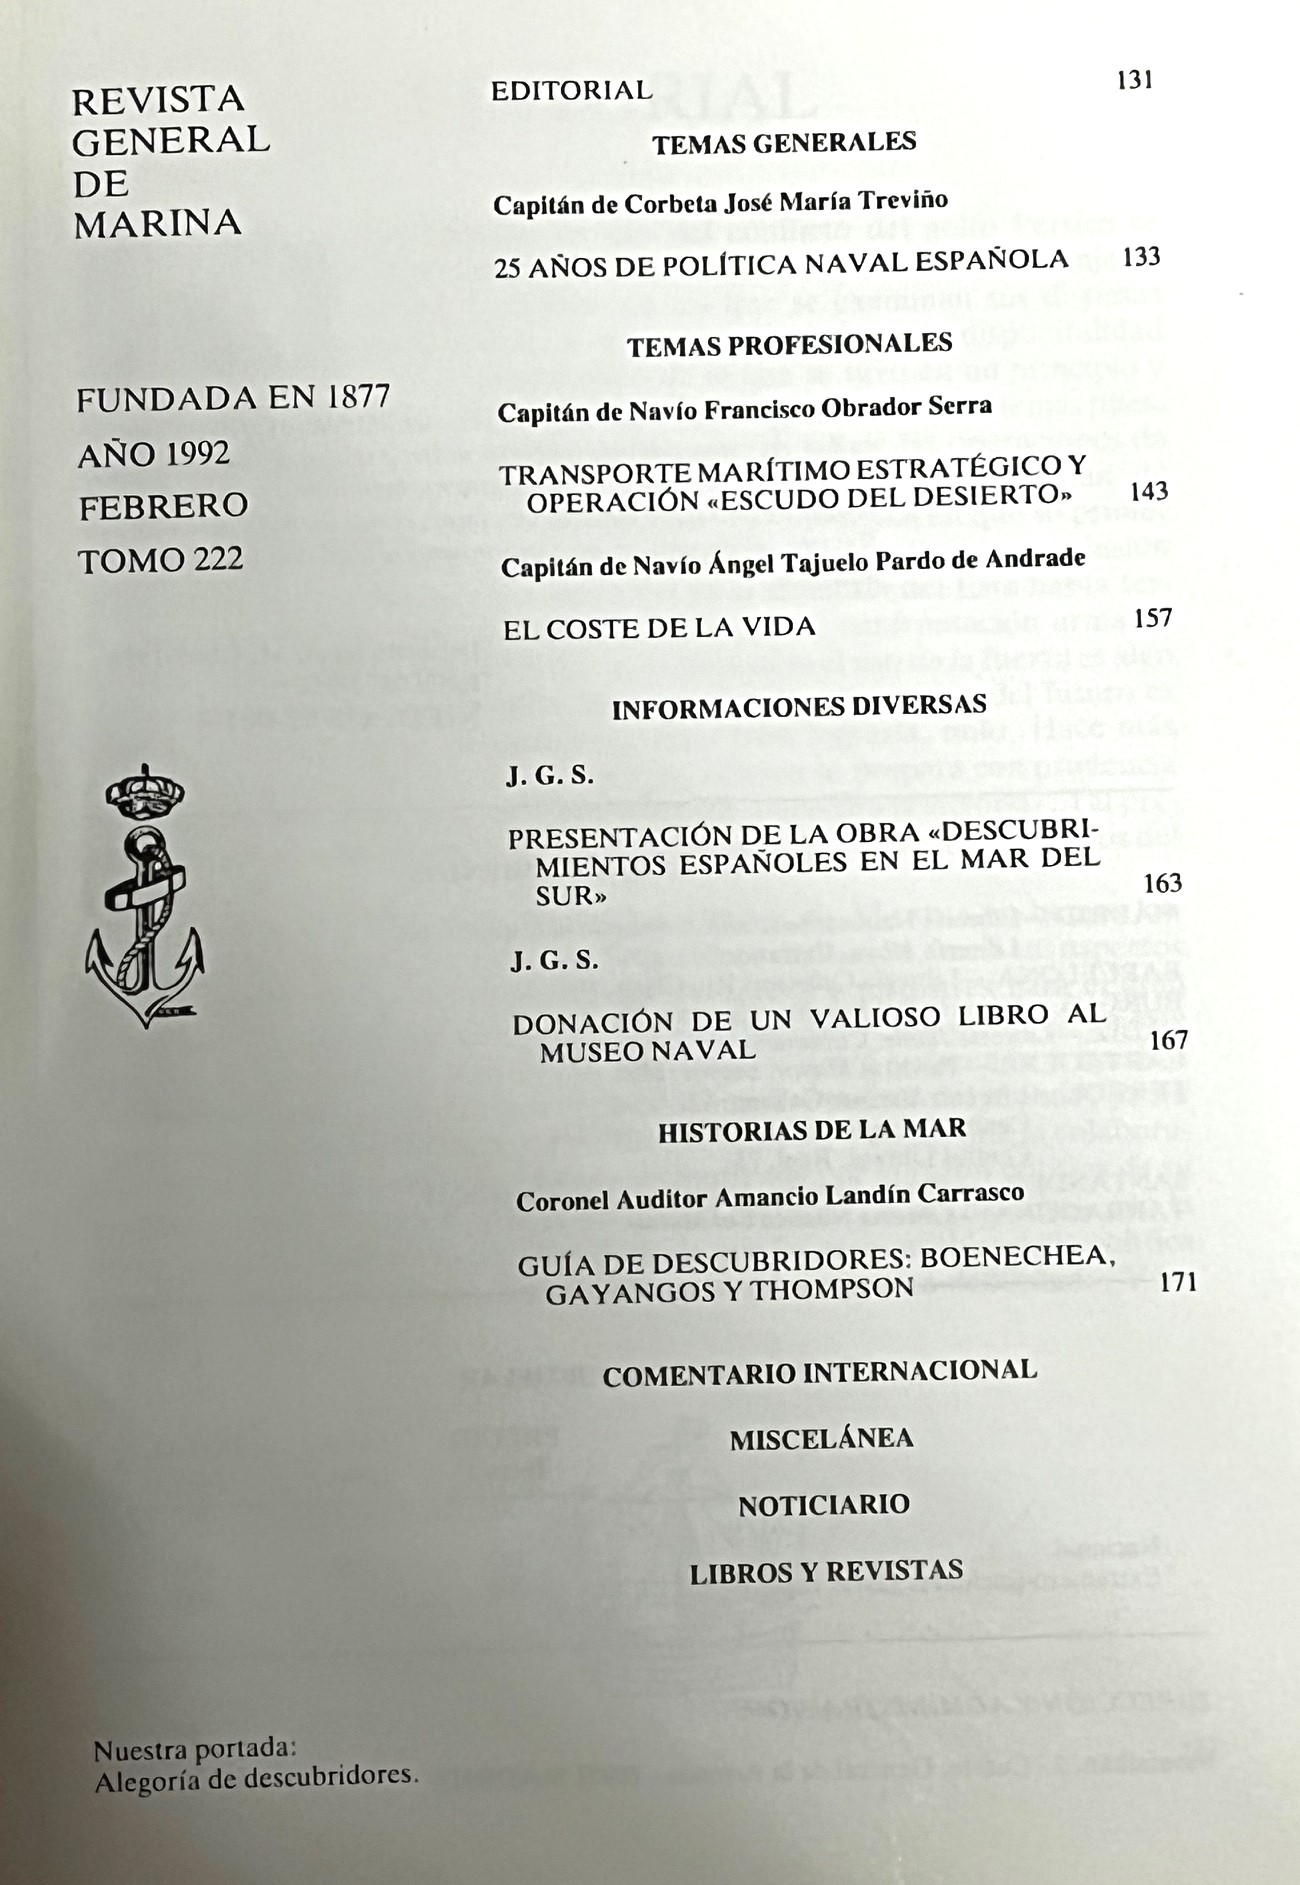 REVISTA
GENERAL
DE
MARINA
FUNDADA EN 1877
AÑO 1992
FEBRERO
TOMO 222
EDITORIAL 131
TEMAS GENERALES
Capitán de Corbeta José María Treviño
25 AÑOS DE POLÍTICA NAVAL ESPAÑOLA 133
TEMAS PROFESIONALES
Capitán de Navío Francisco Obrador Serra
TRANSPORTE MARÍTIMO ESTRATÉGICO Y
OPERACIÓN «ESCUDO DEL DESIERTO» 143
Capitán de Navío Ángel Tajuelo Pardo de Andrade
EL COSTE DE LA VIDA 157
INFORMACIONES DIVERSAS
J. G. S.
PRESENTACIÓN DE LA OBRA «DESCUBRI-
MIENTOS ESPAÑOLES EN EL MAR DEL
SUR» 163
J. G. S.
DONACIÓN DE UN VALIOSO LIBRO AL
MUSEO NAVAL 167
HISTORIAS DE LA MAR
Coronel Auditor Amancio Landín Carrasco
GUÍA DE DESCUBRIDORES: BOENECHEA,
GAYANGOS Y THOMPSON 171
COMENTARIO INTERNACIONAL
MISCELÁNEA
NOTICIARIO
LIBROS Y REVISTAS
Nuestra portada:
Alegoría de descubridores.